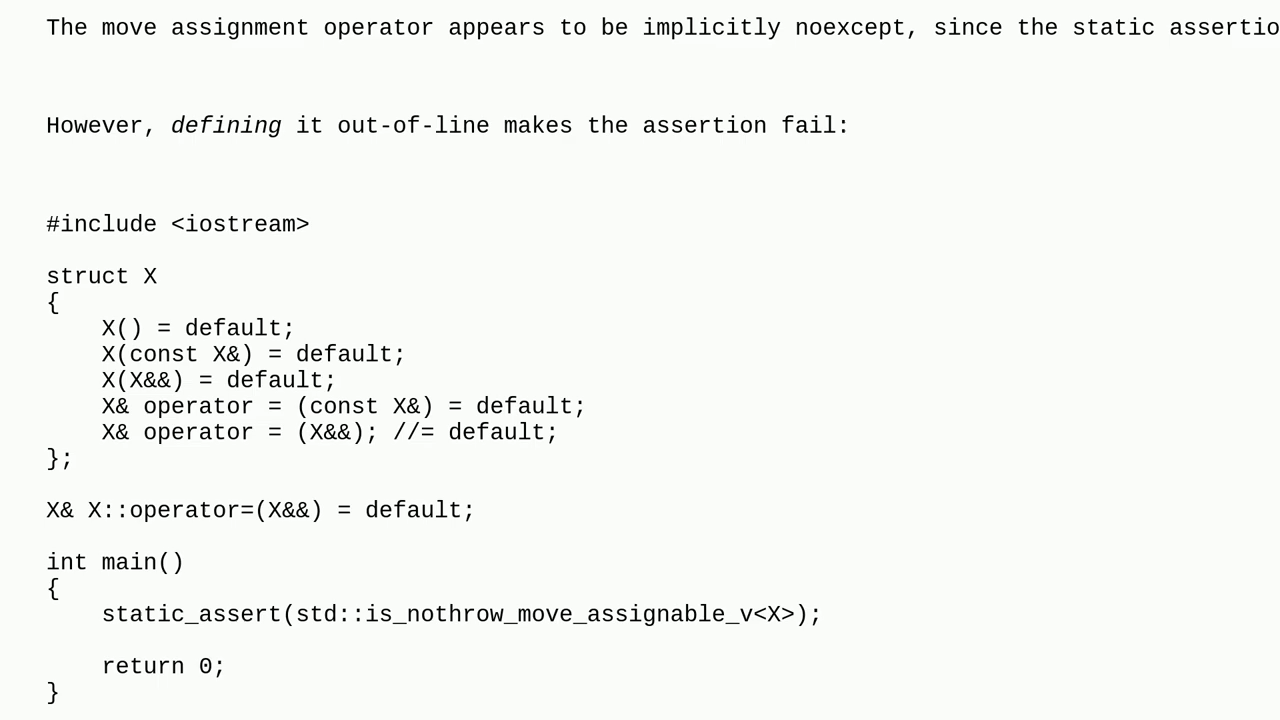 The move assignment operator appears to be implicitly noexcept, since the static
However, defining it out-of-line makes the assertion fail:
#include <iostream>
struct X
{
    X() = default;
    X(const X&) = default;
    X(X&&) = default;
    X& operator = (const X&) = default;
    X& operator = (X&&); //= default;
};
X& X::operator=(X&&) = default;
int main()
{
    static_assert(std::is_nothrow_move_assignable_v<X>);
    return 0;
}